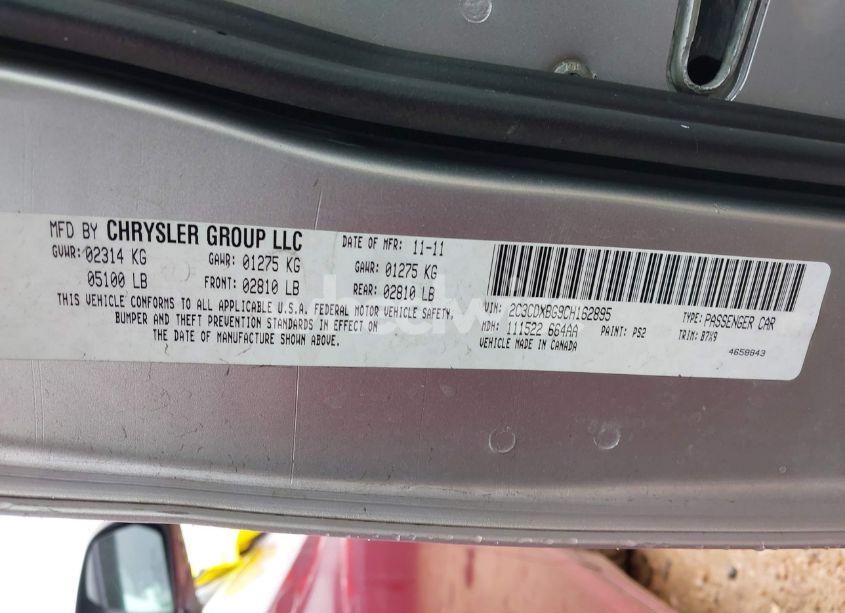 MFD BY CHRYSLER GROUP LLC
DATE OF MFR: 11-11
GVWR: 02314 KG
GAWR: 01275 KG
GAWR: 01275 KG
05100 LB
FRONT: 02810 LB
REAR: 02810 LB
THIS VEHICLE CONFORMS TO ALL APPLICABLE U.S.A. FEDERAL MOTOR VEHICLE SAFETY,
BUMPER AND THEFT PREVENTION STANDARDS IN EFFECT ON
THE DATE OF MANUFACTURE SHOWN ABOVE.
VIN: 2C3CDXBG9CH162895
TYPE: PASSENGER CAR
MDH: 111522 664AA
PAINT: PS2
TRIM: B7X9
VEHICLE MADE IN CANADA
4658843